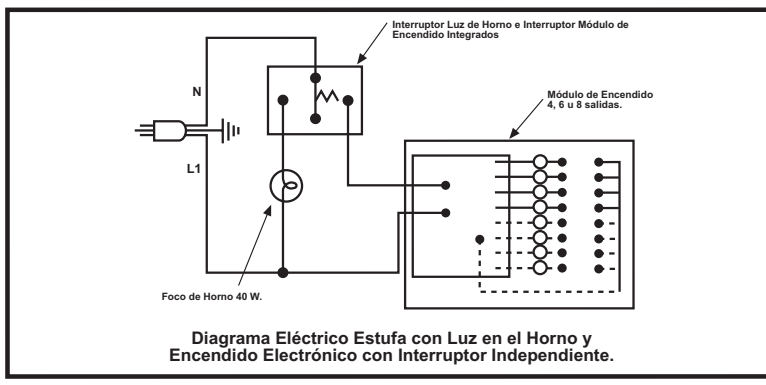 Interruptor Luz de Horno e Interruptor Módulo de
Encendido Integrados
N
Módulo de Encendido
4, 6 u 8 salidas.
L1
Foco de Horno 40 W.
Diagrama Eléctrico Estufa con Luz en el Horno y
Encendido Electrónico con Interruptor Independiente.